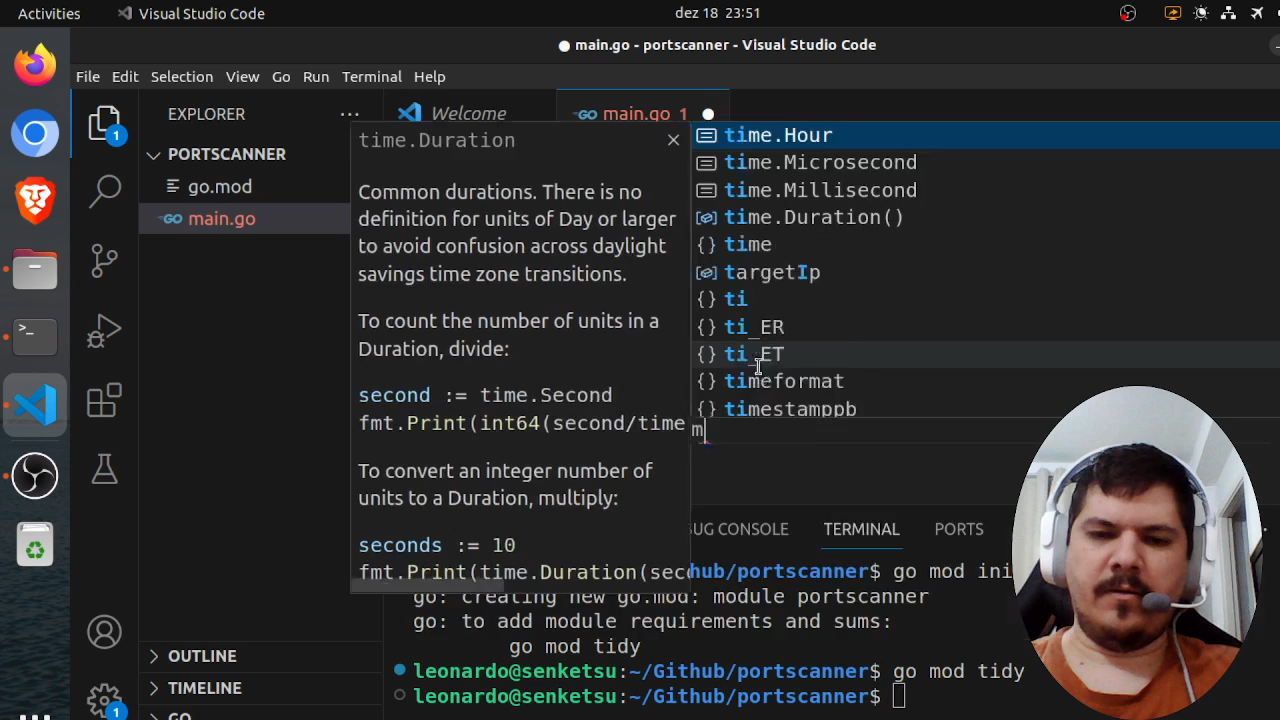 Activities
Visual Studio Code
dez 18 23:51
main.go - portscanner - Visual Studio Code
File Edit Selection View Go Run Terminal Help
EXPLORER
Welcome
main.go 1
PORTSCANNER
go.mod
main.go
time.Duration
Common durations. There is no
definition for units of Day or larger
to avoid confusion across daylight
savings time zone transitions.
To count the number of units in a
Duration, divide:
second := time.Second
fmt.Print(int64(second/time
To convert an integer number of
units to a Duration, multiply:
seconds := 10
fmt.Print(time.Duration(seco
time.Hour
time.Microsecond
time.Millisecond
time.Duration()
time
targetIp
ti
ti_ER
ti_ET
timeformat
timestamppb
m
BUG CONSOLE TERMINAL PORTS
hub/portscanner$ go mod ini
go: creating new go.mod: module portscanner
go: to add module requirements and sums:
go mod tidy
leonardo@senketsu:~/Github/portscanner$ go mod tidy
leonardo@senketsu:~/Github/portscanner$
OUTLINE
TIMELINE
GO
1
1